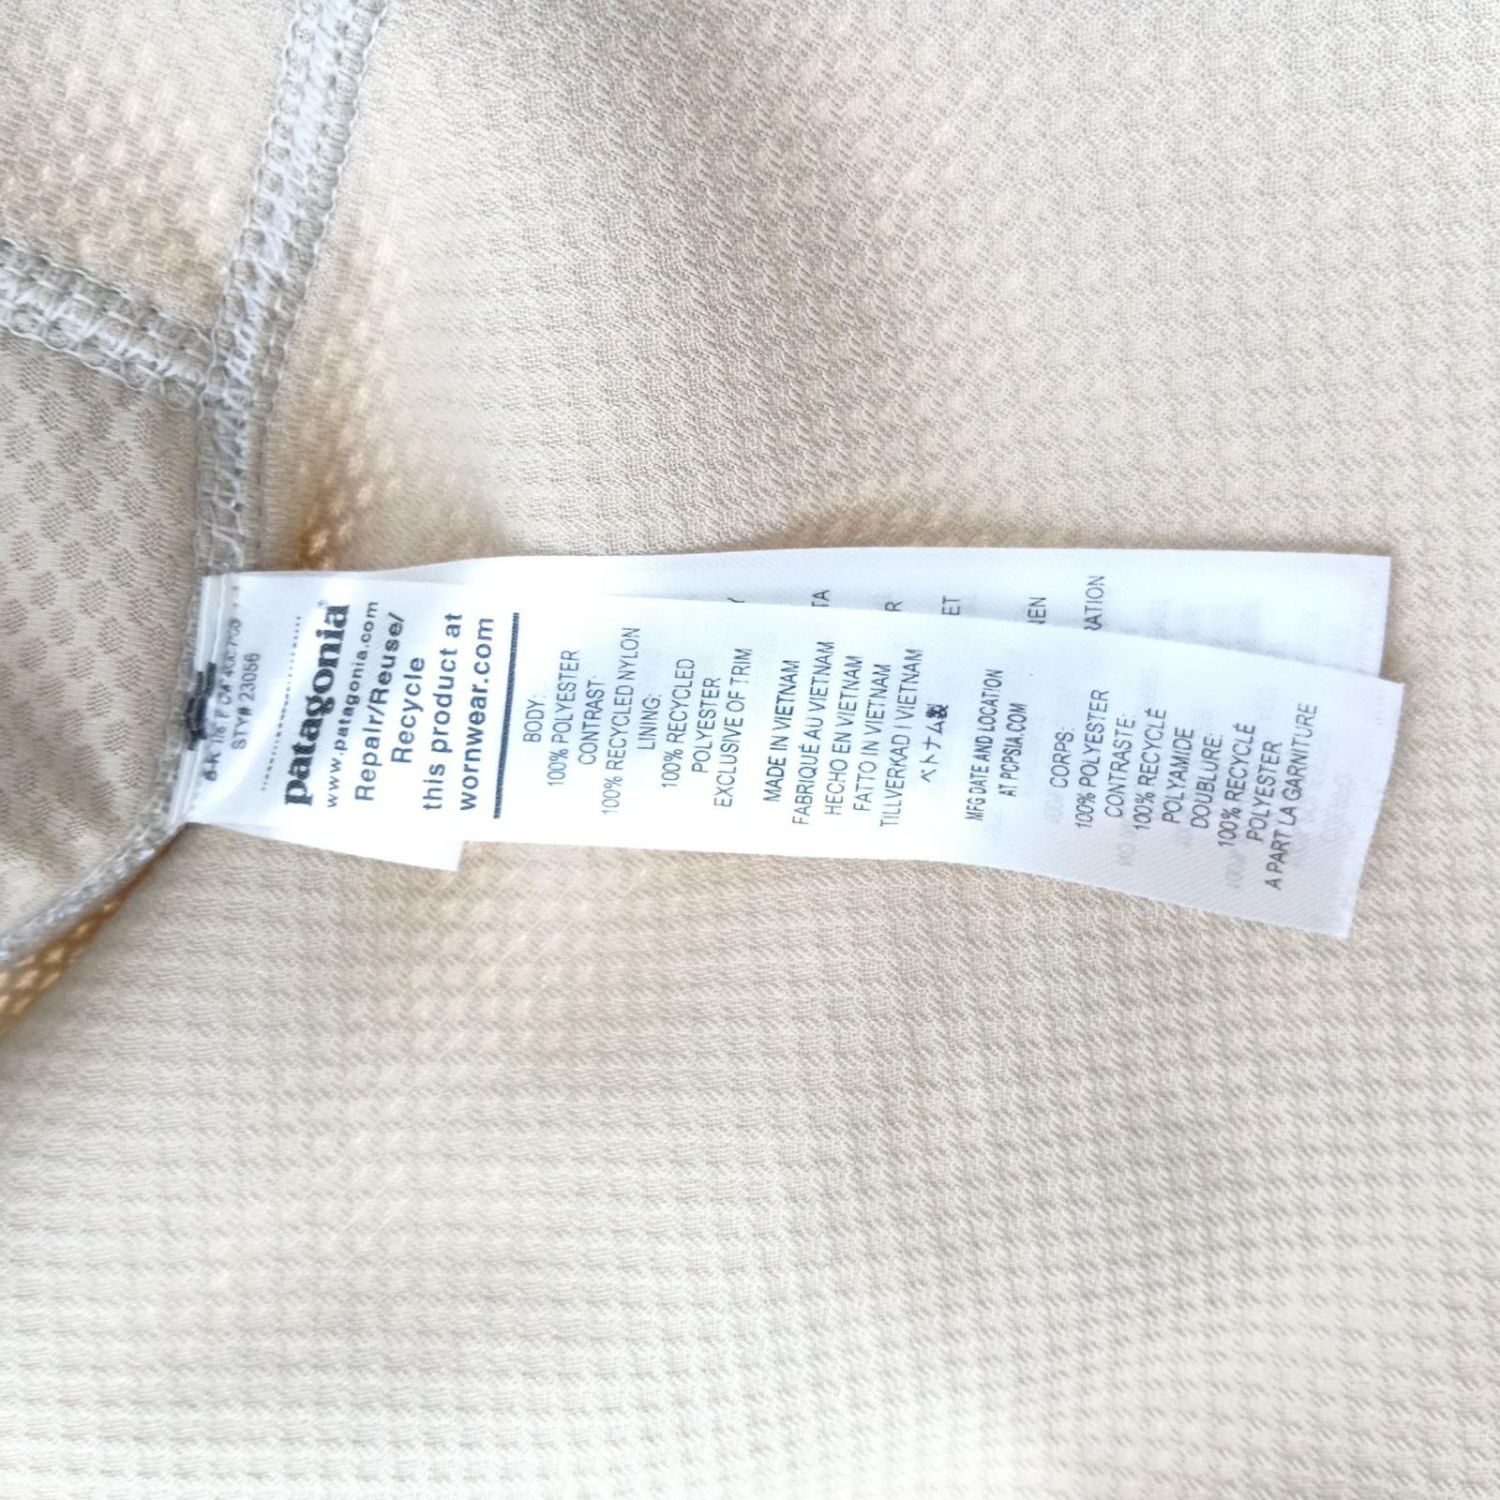 STY# 23056
patagonia®
www.patagonia.com
Repair/Reuse/
Recycle
this product at
wornwear.com
BODY:
100% POLYESTER
CONTRAST:
100% RECYCLED NYLON
LINING:
100% RECYCLED
POLYESTER
EXCLUSIVE OF TRIM
MADE IN VIETNAM
FABRIQUÉ AU VIETNAM
HECHO EN VIETNAM
FATTO IN VIETNAM
TILLVERKAD I VIETNAM
ベトナム製
MFG DATE AND LOCATION
AT PCPSIA.COM
CORPS:
100% POLYESTER
CONTRASTE:
100% RECYCLÉ
POLYAMIDE
DOUBLURE:
100% RECYCLÉ
POLYESTER
A PART LA GARNITURE